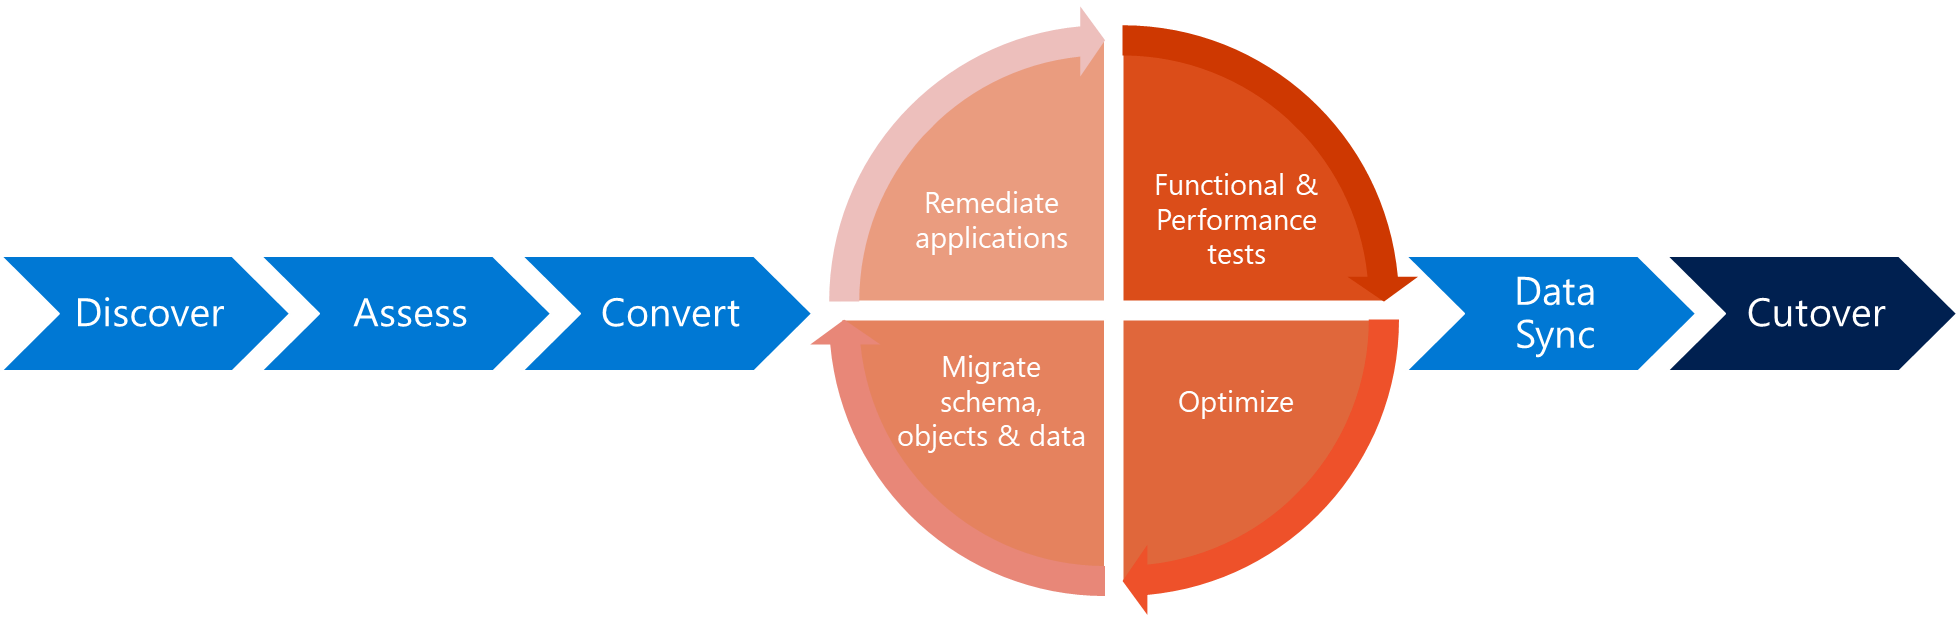 Discover
Assess
Convert
Remediate
applications
Functional &
Performance
tests
Migrate
schema,
objects & data
Optimize
Data
Sync
Cutover